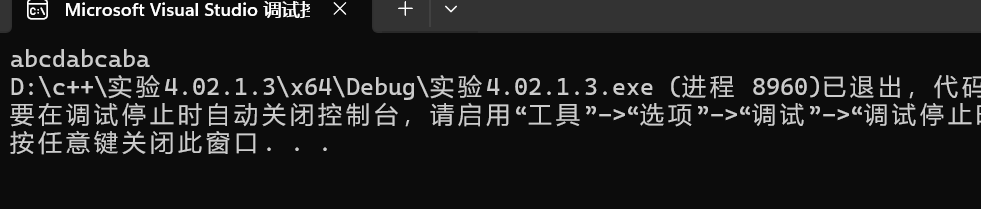 Microsoft Visual Studio 调试
abcdabcaba
D:\c++\实验4.02.1.3\x64\Debug\实验4.02.1.3.exe (进程 8960)已退出，代码
要在调试停止时自动关闭控制台，请启用“工具”->“选项”->“调试”->“调试停止时
按任意键关闭此窗口. . .